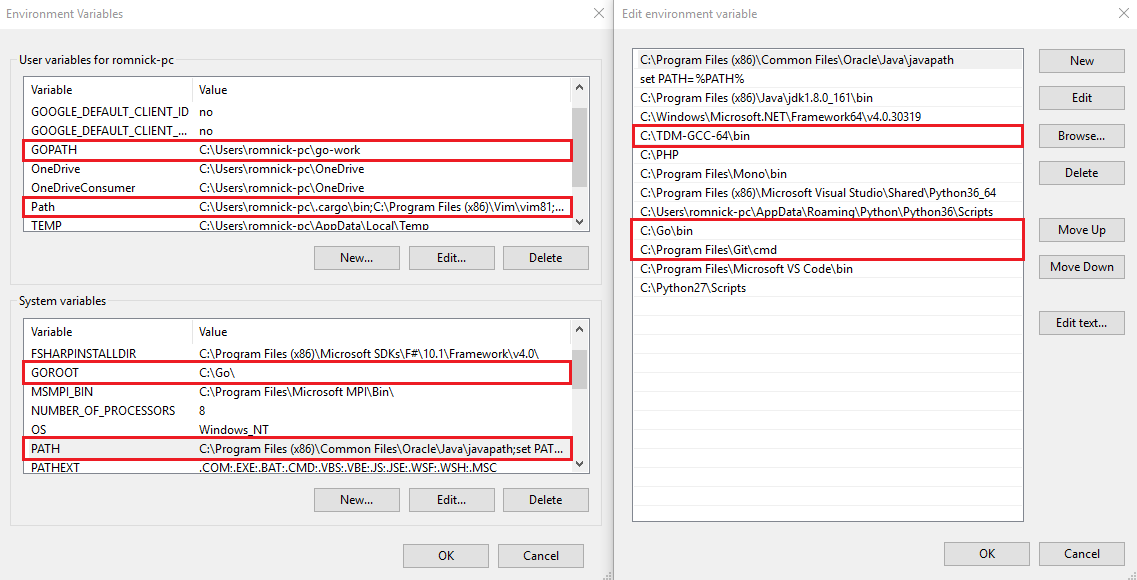 Environment Variables
User variables for romnick-pc
Variable Value
GOOGLE_DEFAULT_CLIENT_ID no
GOOGLE_DEFAULT_CLIENT_... no
GOPATH C:\Users\romnick-pc\go-work
OneDrive C:\Users\romnick-pc\OneDrive
OneDriveConsumer C:\Users\romnick-pc\OneDrive
Path C:\Users\romnick-pc\.cargo\bin;C:\Program Files (x86)\Vim\vim81;...
TEMP C:\Users\romnick-pc\AppData\Local\Temp
New... Edit... Delete
System variables
Variable Value
FSHARPINSTALLDIR C:\Program Files (x86)\Microsoft SDKs\F#\10.1\Framework\v4.0\
GOROOT C:\Go\
MSMPI_BIN C:\Program Files\Microsoft MPI\Bin\
NUMBER_OF_PROCESSORS 8
OS Windows_NT
PATH C:\Program Files (x86)\Common Files\Oracle\Java\javapath;set PAT...
PATHEXT .COM;.EXE;.BAT;.CMD;.VBS;.VBE;.JS;.JSE;.WSF;.WSH;.MSC
New... Edit... Delete
OK Cancel
Edit environment variable
C:\Program Files (x86)\Common Files\Oracle\Java\javapath
set PATH=%PATH%
C:\Program Files (x86)\Java\jdk1.8.0_161\bin
C:\Windows\Microsoft.NET\Framework64\v4.0.30319
C:\TDM-GCC-64\bin
C:\PHP
C:\Program Files\Mono\bin
C:\Program Files (x86)\Microsoft Visual Studio\Shared\Python36_64
C:\Users\romnick-pc\AppData\Roaming\Python\Python36\Scripts
C:\Go\bin
C:\Program Files\Git\cmd
C:\Program Files\Microsoft VS Code\bin
C:\Python27\Scripts
New
Edit
Browse...
Delete
Move Up
Move Down
Edit text...
OK Cancel